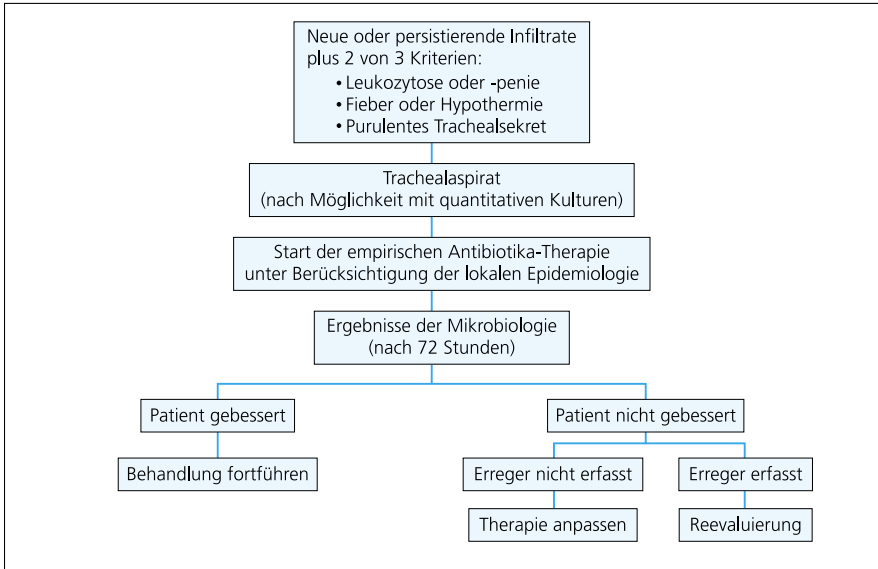 Neue oder persistierende Infiltrate
plus 2 von 3 Kriterien:
• Leukozytose oder -penie
• Fieber oder Hypothermie
• Purulentes Trachealsekret
Trachealaspirat
(nach Möglichkeit mit quantitativen Kulturen)
Start der empirischen Antibiotika-Therapie
unter Berücksichtigung der lokalen Epidemiologie
Ergebnisse der Mikrobiologie
(nach 72 Stunden)
Patient gebessert
Patient nicht gebessert
Behandlung fortführen
Erreger nicht erfasst
Erreger erfasst
Therapie anpassen
Reevaluierung